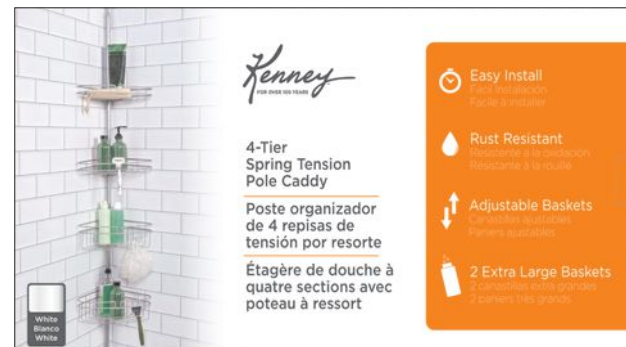 Kenney
FOR OVER 100 YEARS
4-Tier
Spring Tension
Pole Caddy
Poste organizador
de 4 repisas de
tensión por resorte
Étagère de douche à
quatre sections avec
poteau à ressort
White
Blanco
White
Easy Install
Fácil instalación
Facile à installer
Rust Resistant
Resistente a la oxidación
Résistante à la rouille
Adjustable Baskets
Canastillas ajustables
Paniers ajustables
2 Extra Large Baskets
2 canastillas extra grandes
2 paniers très grands